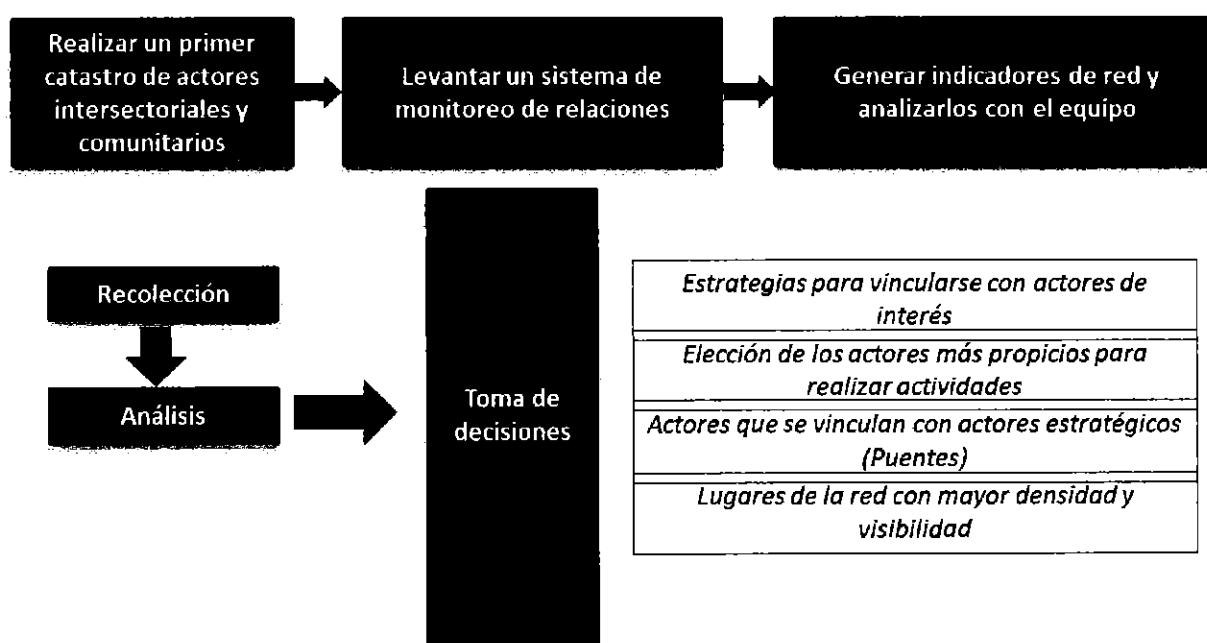 Realizar un primer
catastro de actores
intersectoriales y
comunitarios
Levantar un sistema de
monitoreo de relaciones
Generar indicadores de red y
analizarlos con el equipo
Recolección
Análisis
Toma de
decisiones
Estrategias para vincularse con actores de
interés
Elección de los actores más propicios para
realizar actividades
Actores que se vinculan con actores estratégicos
(Puentes)
Lugares de la red con mayor densidad y
visibilidad